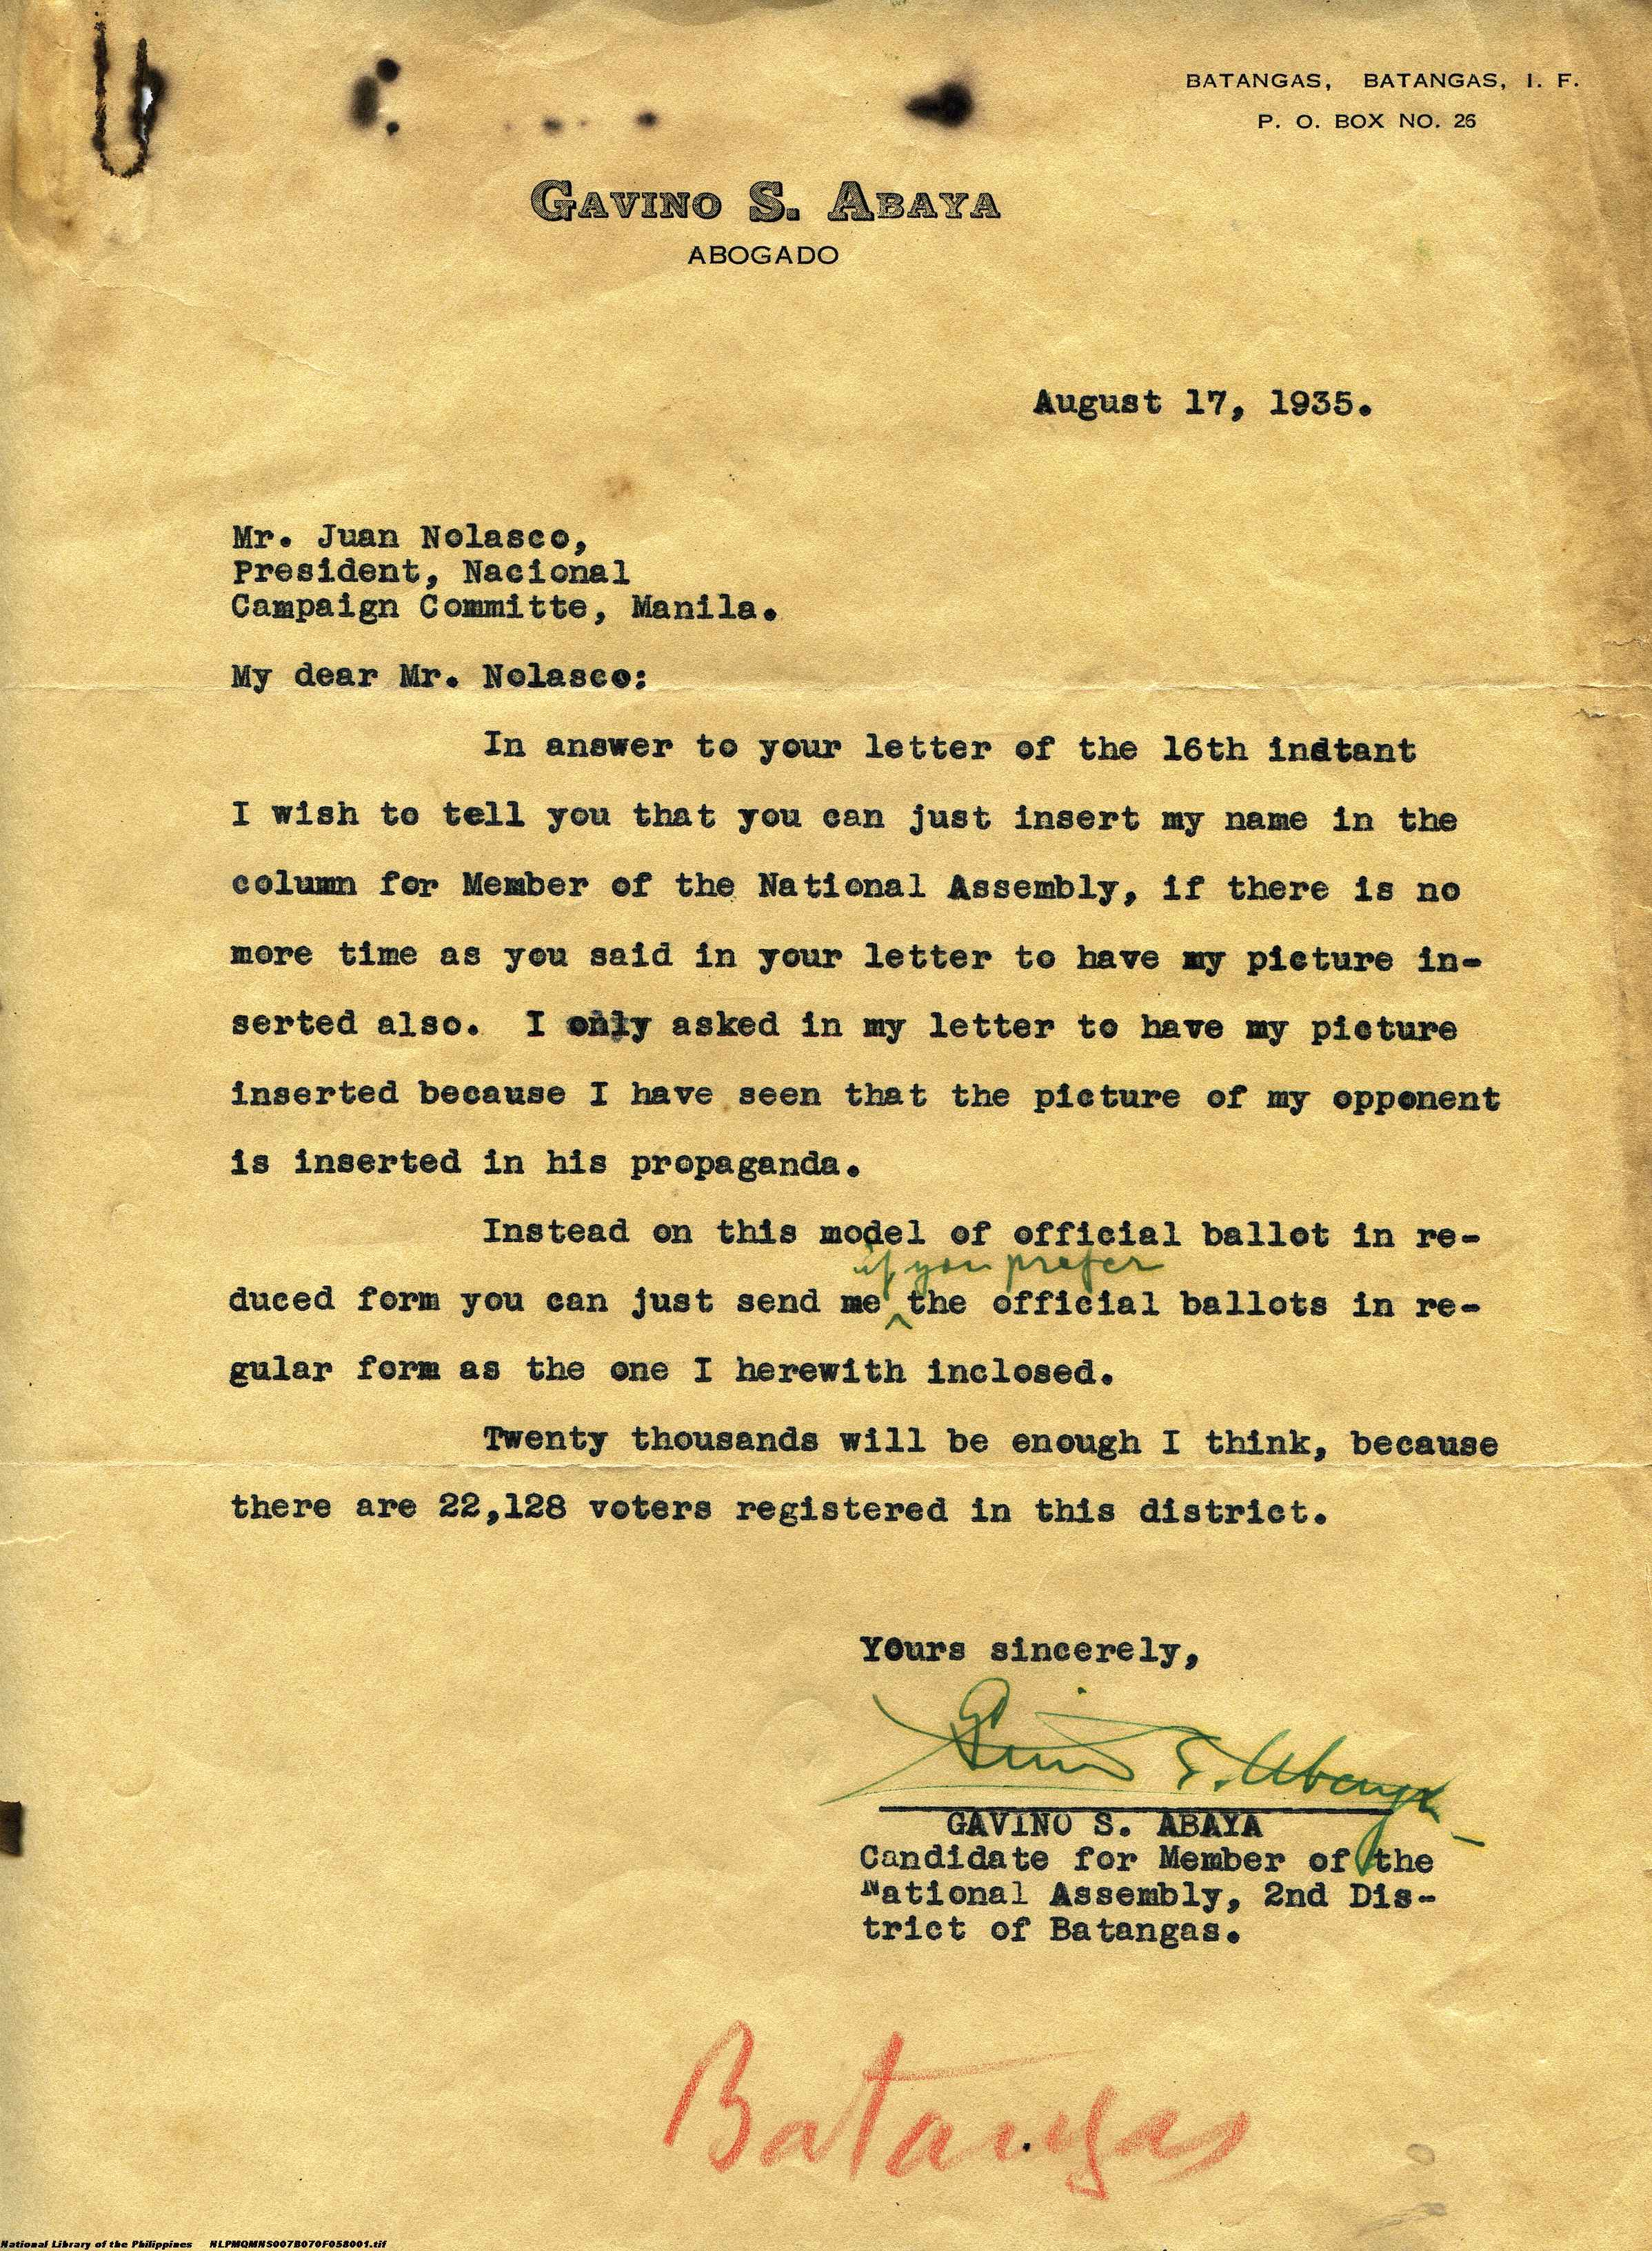 BATANGAS, BATANGAS, I. F.
P. O. BOX NO. 26
GAVINO S. ABAYA
ABOGADO
August 17, 1935.
Mr. Juan Nolasco,
President, Nacional
Campaign Committe, Manila.
My dear Mr. Nolasco:
In answer to your letter of the 16th instant
I wish to tell you that you can just insert my name in the
column for Member of the National Assembly, if there is no
more time as you said in your letter to have my picture in-
serted also. I only asked in my letter to have my picture
inserted because I have seen that the picture of my opponent
is inserted in his propaganda.
Instead on this model of official ballot in re-
if you prefer
duced form you can just send me ^ the official ballots in re-
gular form as the one I herewith inclosed.
Twenty thousands will be enough I think, because
there are 22,128 voters registered in this district.
Yours sincerely,
Gavino S. Abaya
GAVINO S. ABAYA
Candidate for Member of the
National Assembly, 2nd Dis-
trict of Batangas.
Batangas
National Library of the Philippines NLPMQMNS007B070F058001.tif